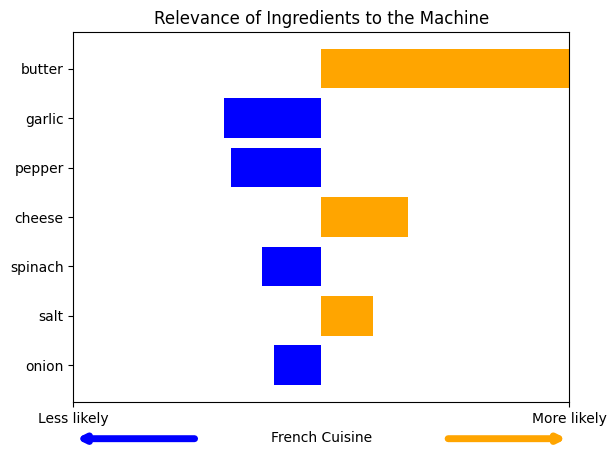 Relevance of Ingredients to the Machine
butter
garlic
pepper
cheese
spinach
salt
onion
Less likely
More likely
French Cuisine